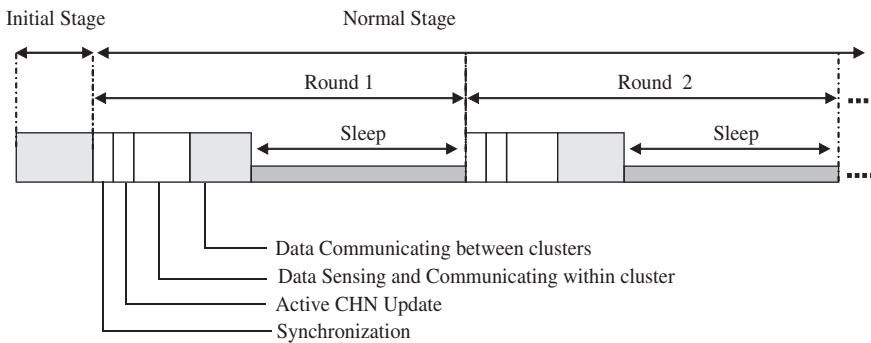 Initial Stage
Normal Stage
Round 1
Round 2
Sleep
Sleep
Data Communicating between clusters
Data Sensing and Communicating within cluster
Active CHN Update
Synchronization